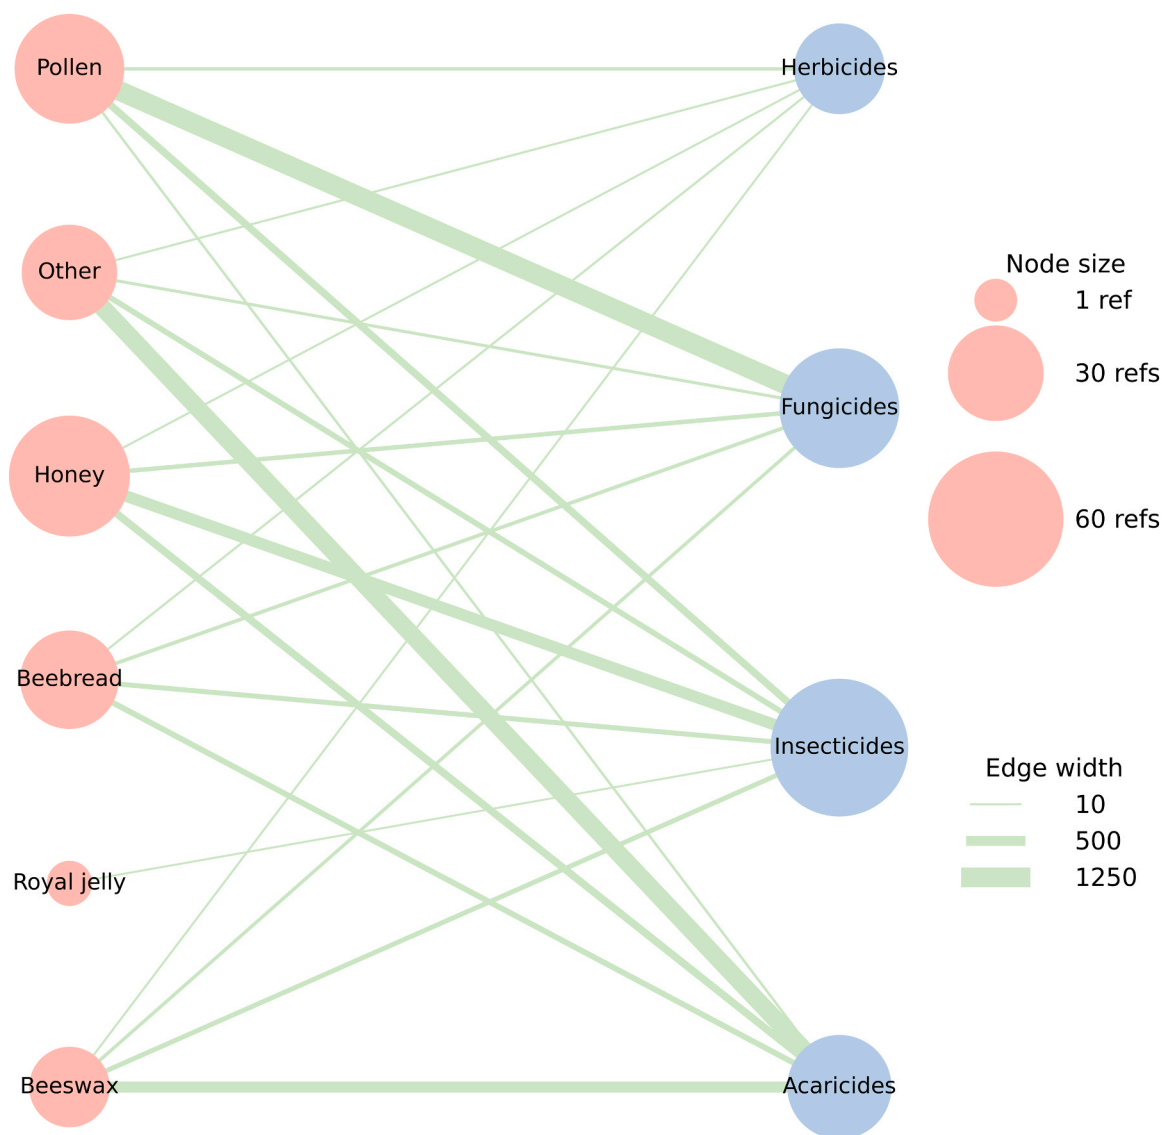 Pollen
Other
Honey
Beebread
Royal jelly
Beeswax
Herbicides
Fungicides
Insecticides
Acaricides
Node size
1 ref
30 refs
60 refs
Edge width
10
500
1250